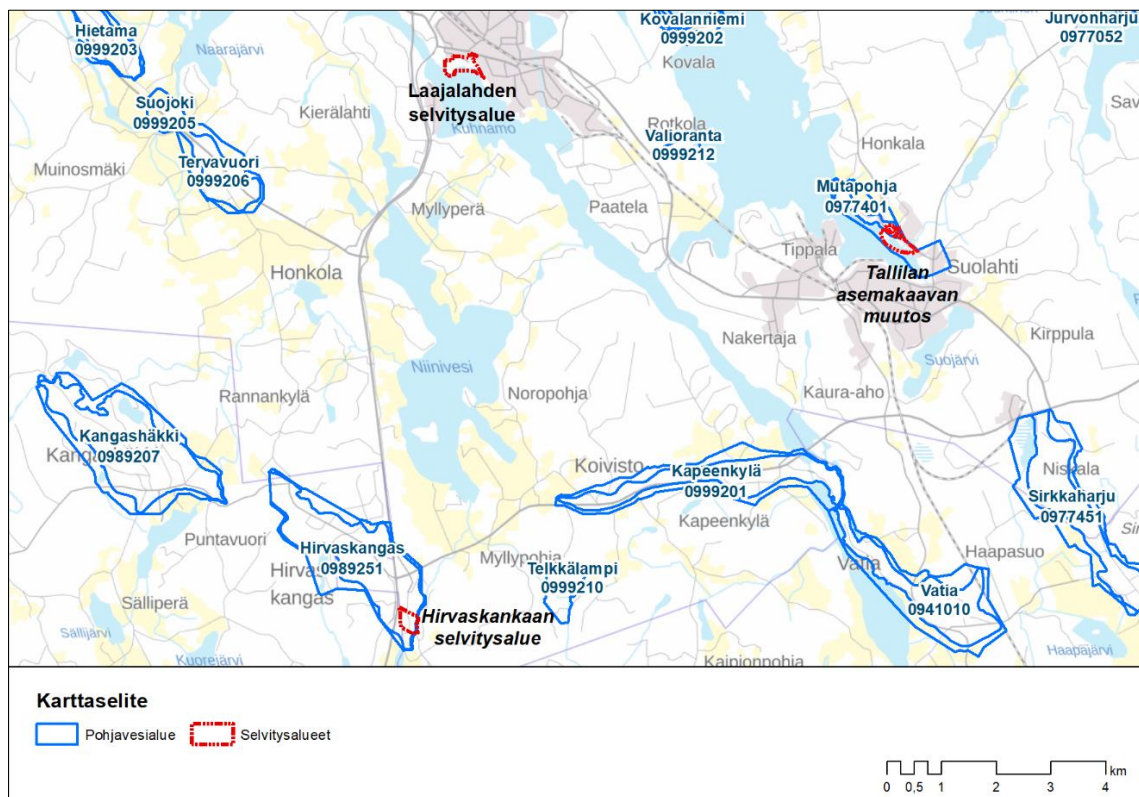 Hietama
0999203
Naarajärvi
Kovalanniemi
0999202
Kovala
Jurvonharju
0977052
Laajalahden
selvitysalue
Kuhnamo
Suojoki
0999205
Kierälahti
Rotkola
Valioranta
0999212
Honkala
Muinosmäki
Tervavuori
0999206
Myllyperä
Paatela
Mutapohja
0977401
Tippala
Suolahti
Honkola
Tallilan
asemakaavan
muutos
Nakertaja
Kirppula
Suojärvi
Niinivesi
Noropohja
Kaura-aho
Rannankylä
Kangashäkki
0989207
Koivisto
Kapeenkylä
0999201
Kapeenkylä
Niskala
Sirkkaharju
0977451
Puntavuori
Hirvaskangas
0989251
kangas
Myllypohja
Telkkälampi
0999210
Vatia
Haapasuo
Vatia
0941010
Sälliperä
Hirvaskankaan
selvitysalue
Sällijärvi
Kuorejärvi
Kaipionpohja
Haapajärvi
Karttaselite
Pohjavesialue
Selvitysalueet
km
0 0,5 1 2 3 4